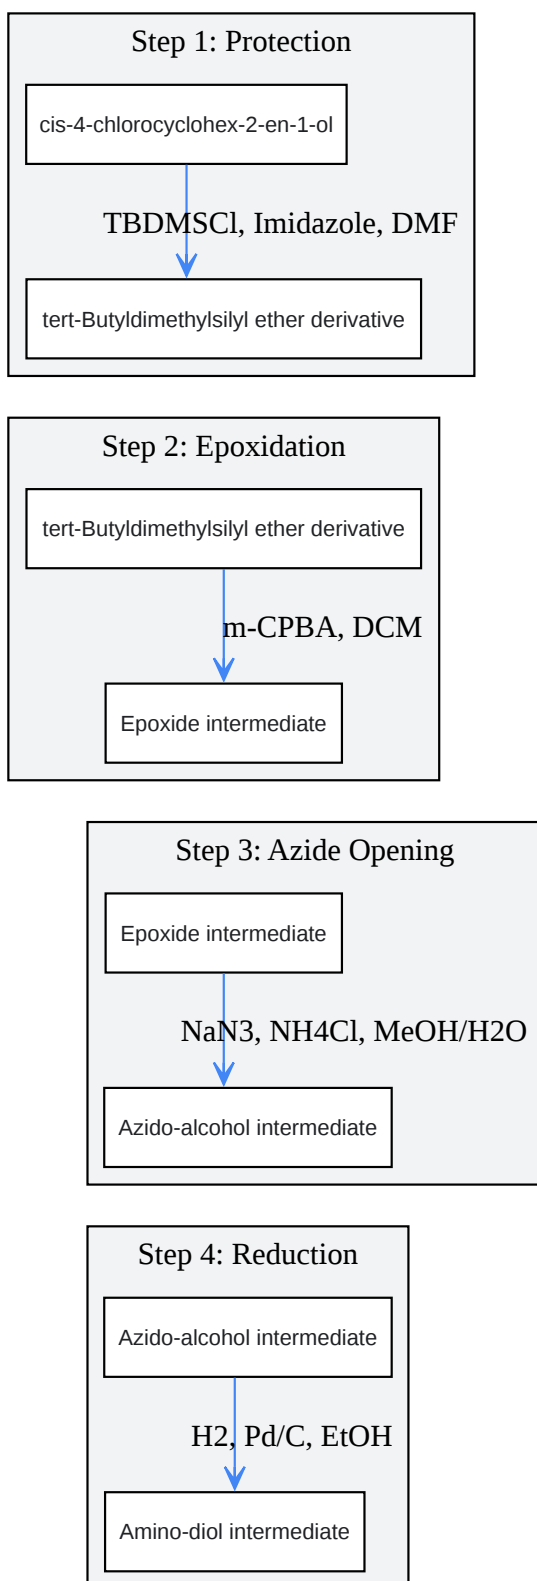 Step 1: Protection
cis-4-chlorocyclohex-2-en-1-ol
TBDMSCl, Imidazole, DMF
tert-Butyldimethylsilyl ether derivative
Step 2: Epoxidation
tert-Butyldimethylsilyl ether derivative
m-CPBA, DCM
Epoxide intermediate
Step 3: Azide Opening
Epoxide intermediate
NaN3, NH4Cl, MeOH/H2O
Azido-alcohol intermediate
Step 4: Reduction
Azido-alcohol intermediate
H2, Pd/C, EtOH
Amino-diol intermediate